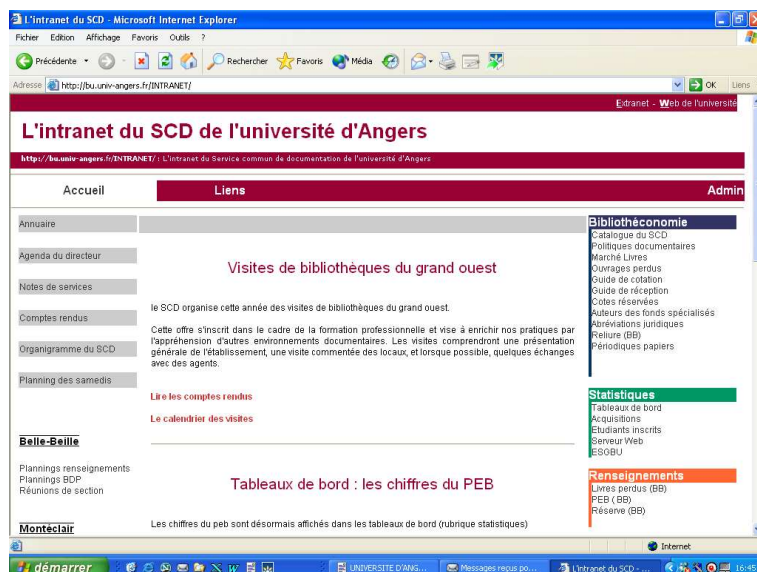 L'intranet du SCD - Microsoft Internet Explorer
Fichier Edition Affichage Favoris Outils ?
Précédente Rechercher Favoris Média
Adresse http://bu.univ-angers.fr/INTRANET/ OK Liens
Extranet - Web de l'université
L'intranet du SCD de l'université d'Angers
http://bu.univ-angers.fr/INTRANET/ : L'intranet du Service commun de documentation de l'université d'Angers
Accueil Liens Admin
Annuaire
Agenda du directeur
Notes de services
Comptes rendus
Organigramme du SCD
Planning des samedis
Belle-Beille
Plannings renseignements
Plannings BDP
Réunions de section
Montéclair
Visites de bibliothèques du grand ouest
le SCD organise cette année des visites de bibliothèques du grand ouest.
Cette offre s'inscrit dans le cadre de la formation professionnelle et vise à enrichir nos pratiques par
l'appréhension d'autres environnements documentaires. Les visites comprendront une présentation
générale de l'établissement, une visite commentée des locaux, et lorsque possible, quelques échanges
avec des agents.
Lire les comptes rendus
Le calendrier des visites
Tableaux de bord : les chiffres du PEB
Les chiffres du peb sont désormais affichés dans les tableaux de bord (rubrique statistiques)
Bibliothéconomie
Catalogue du SCD
Politiques documentaires
Marché Livres
Ouvrages perdus
Guide de cotation
Guide de réception
Cotes réservées
Auteurs des fonds spécialisés
Abréviations juridiques
Reliure (BB)
Périodiques papiers
Statistiques
Tableaux de bord
Acquisitions
Etudiants inscrits
Serveur Web
ESGBU
Renseignements
Livres perdus (BB)
PEB ( BB)
Réserve (BB)
Internet
démarrer UNIVERSITE D'ANG... Messages reçus po... L'intranet du SCD - ... 16:45